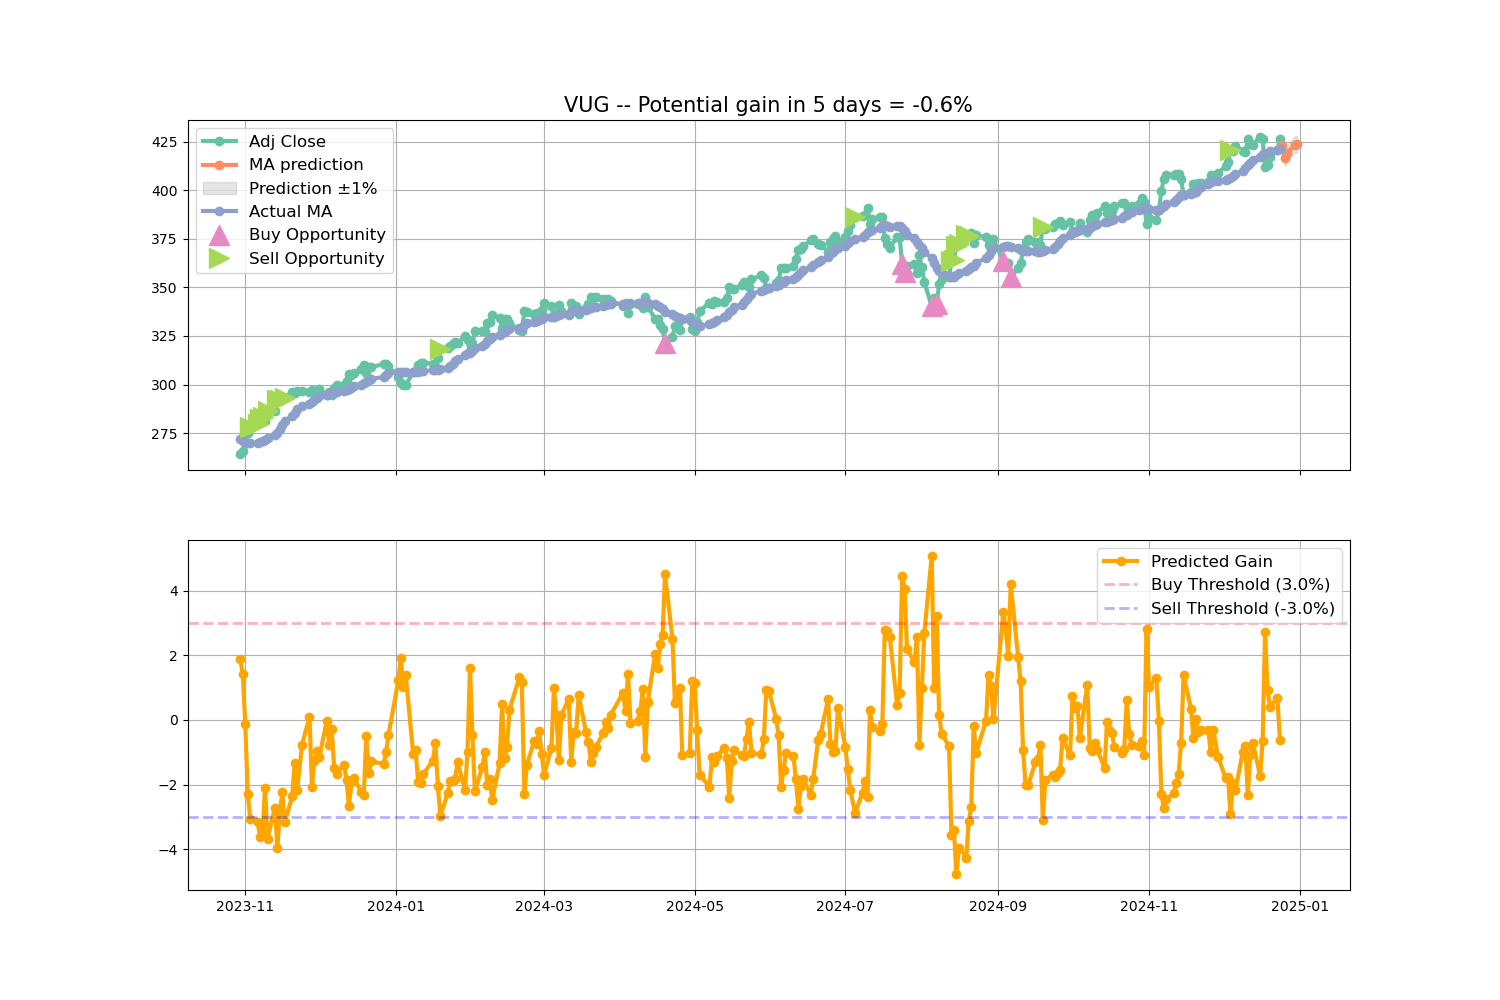 VUG -- Potential gain in 5 days = -0.6%
425
400
375
350
325
300
275
Adj Close
MA prediction
Prediction ±1%
Actual MA
Buy Opportunity
Sell Opportunity
4
2
0
−2
−4
Predicted Gain
Buy Threshold (3.0%)
Sell Threshold (-3.0%)
2023-11 2024-01 2024-03 2024-05 2024-07 2024-09 2024-11 2025-01